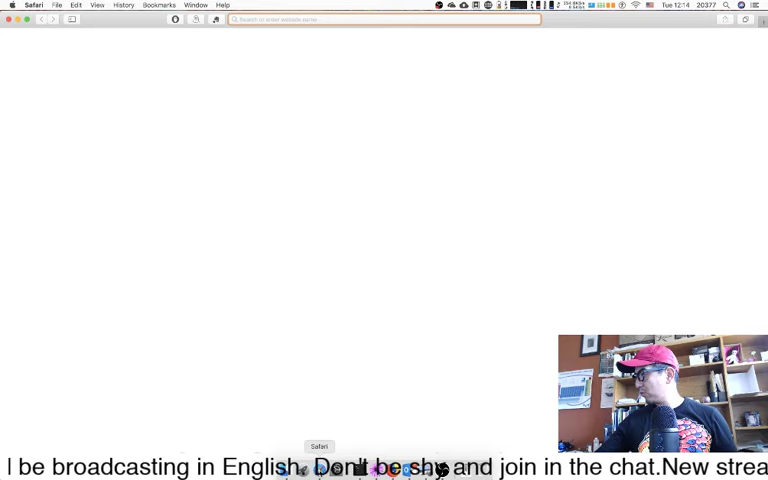 Safari File Edit View History Bookmarks Window Help Tue 12:14 20377
Search or enter website name
Safari
l be broadcasting in English. Don't be shy and join in the chat.New strea